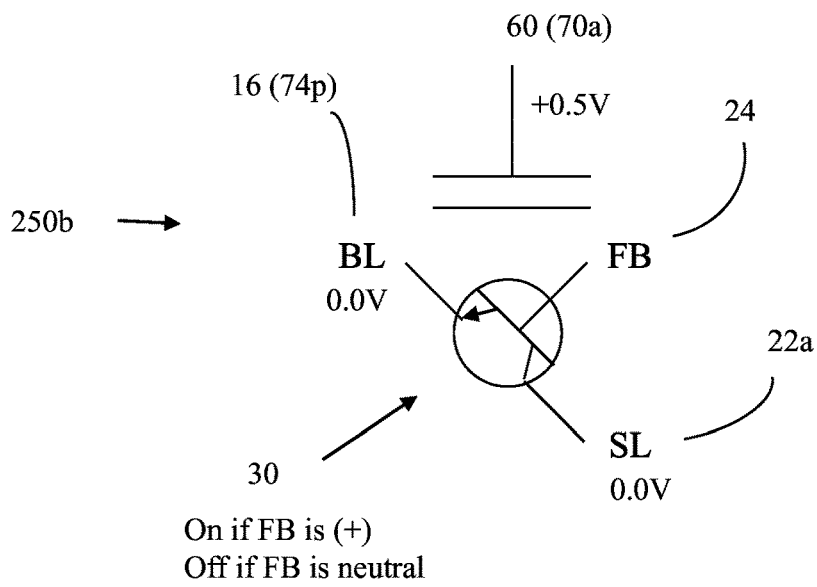 60 (70a)
16 (74p)
+0.5V
24
250b
BL
FB
0.0V
22a
SL
0.0V
30
On if FB is (+)
Off if FB is neutral